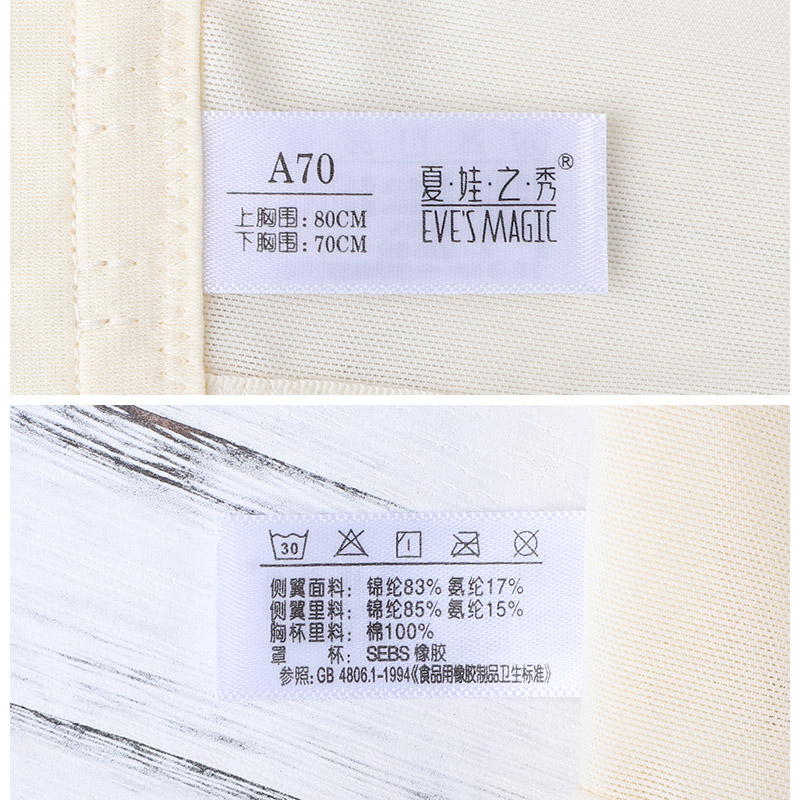 A70
上胸围：80CM
下胸围：70CM
夏·娃·之·秀®
EVE'S MAGIC
30
侧翼面料：锦纶83% 氨纶17%
侧翼里料：锦纶85% 氨纶15%
胸杯里料：棉100%
罩 杯：SEBS 橡胶
参照：GB 4806.1-1994《食品用橡胶制品卫生标准》